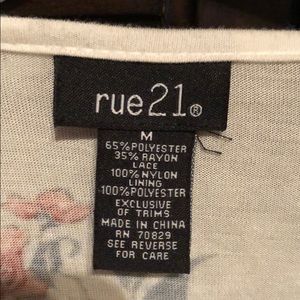 rue21®
M
65%POLYESTER
35%RAYON
LACE
100%NYLON
LINING
100%POLYESTER
EXCLUSIVE
OF TRIMS
MADE IN CHINA
RN 70829
SEE REVERSE
FOR CARE